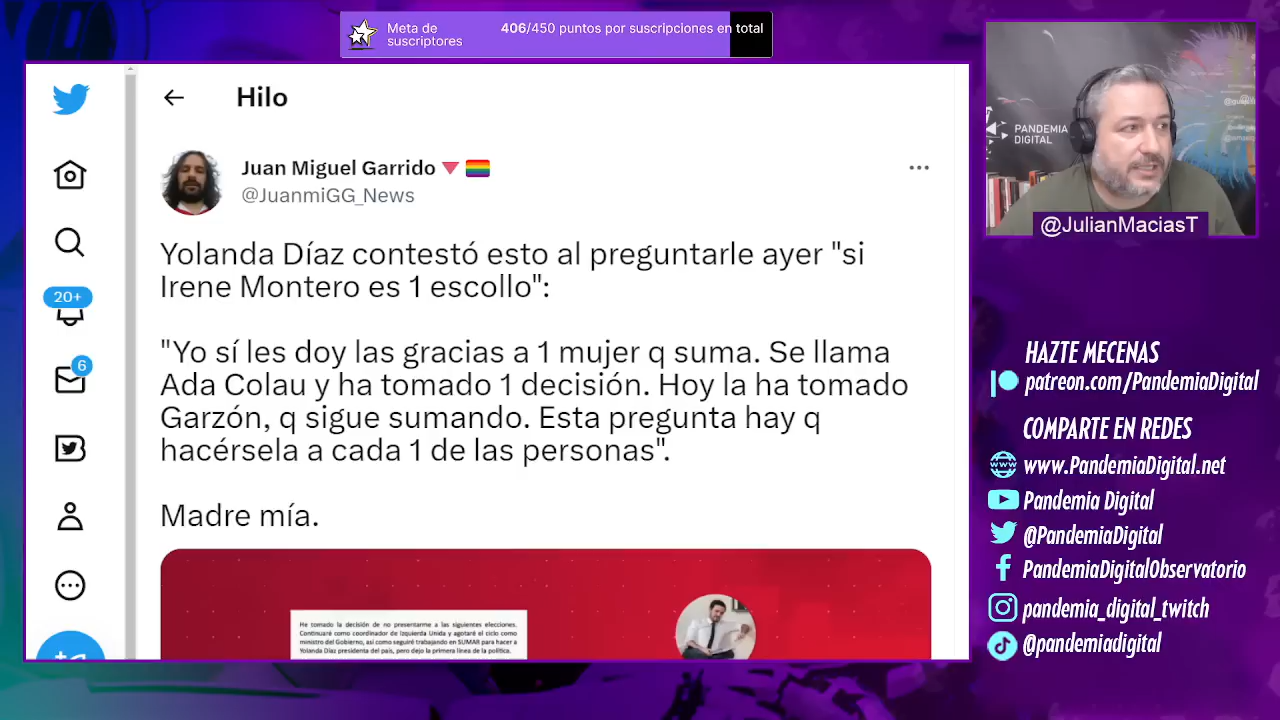 Meta de
suscriptores
406/450 puntos por suscripciones en total
Hilo
Juan Miguel Garrido
@JuanmiGG_News
Yolanda Díaz contestó esto al preguntarle ayer "si
Irene Montero es 1 escollo":
"Yo sí les doy las gracias a 1 mujer q suma. Se llama
Ada Colau y ha tomado 1 decisión. Hoy la ha tomado
Garzón, q sigue sumando. Esta pregunta hay q
hacérsela a cada 1 de las personas".
Madre mía.
He tomado la decisión de no presentarme a las siguientes elecciones.
Continuaré como coordinador de Izquierda Unida y agotaré el ciclo como
ministro del Gobierno, así como seguiré trabajando en SUMAR para hacer a
Yolanda Díaz presidenta del país, pero dejo la primera línea de la política.
20+
6
PANDEMIA
DIGITAL
@JulianMaciasT
HAZTE MECENAS
patreon.com/PandemiaDigital
COMPARTE EN REDES
www.PandemiaDigital.net
Pandemia Digital
@PandemiaDigital
PandemiaDigitalObservatorio
pandemia_digital_twitch
@pandemiadigital